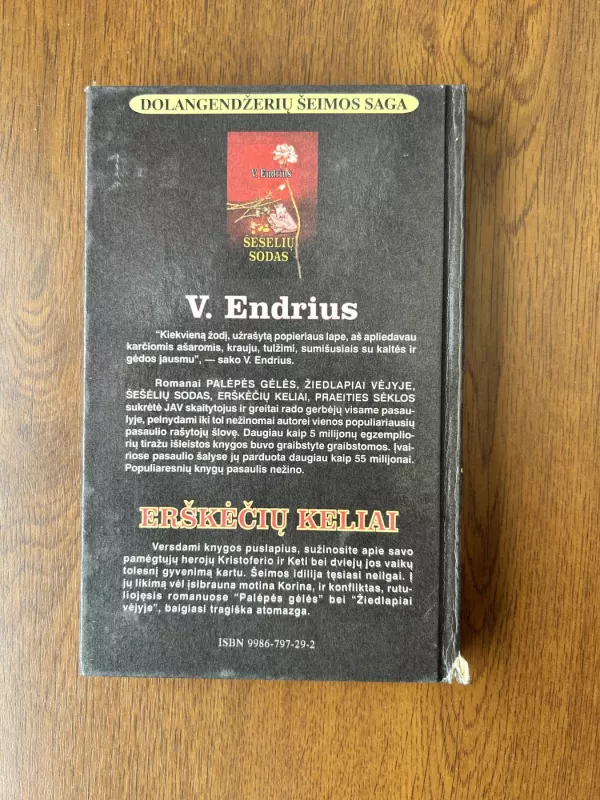 DOLANGENDŽERIŲ ŠEIMOS SAGA
V. Endrius
ŠEŠĖLIŲ
SODAS
V. Endrius
"Kiekvieną žodį, užrašytą popieriaus lape, aš apliedavau
karčiomis ašaromis, krauju, tulžimi, sumišusiais su kaltės ir
gėdos jausmu", — sako V. Endrius.
Romanai PALĖPĖS GĖLĖS, ŽIEDLAPIAI VĖJYJE,
ŠEŠĖLIŲ SODAS, ERŠKĖČIŲ KELIAI, PRAEITIES SĖKLOS
sukrėtė JAV skaitytojus ir greitai rado gerbėjų visame pasau-
lyje, pelnydami iki tol nežinomai autorei vienos populiariausių
pasaulio rašytojų šlovę. Daugiau kaip 5 milijonų egzemplio-
rių tiražu išleistos knygos buvo graibstyte graibstomos. Įvai-
riose pasaulio šalyse jų parduota daugiau kaip 55 milijonai.
Populiaresnių knygų pasaulis nežino.
ERŠKĖČIŲ KELIAI
Versdami knygos puslapius, sužinosite apie savo
pamėgtųjų herojų Kristoferio ir Keti bei dviejų jos vaikų
tolesnį gyvenimą kartu. Šeimos idilija tęsiasi neilgai. Į
jų likimą vėl įsibrauna motina Korina, ir konfliktas, rutu-
liojęsis romanuose "Palėpės gėlės" bei "Žiedlapiai
vėjyje", baigiasi tragiška atomazga.
ISBN 9986-797-29-2